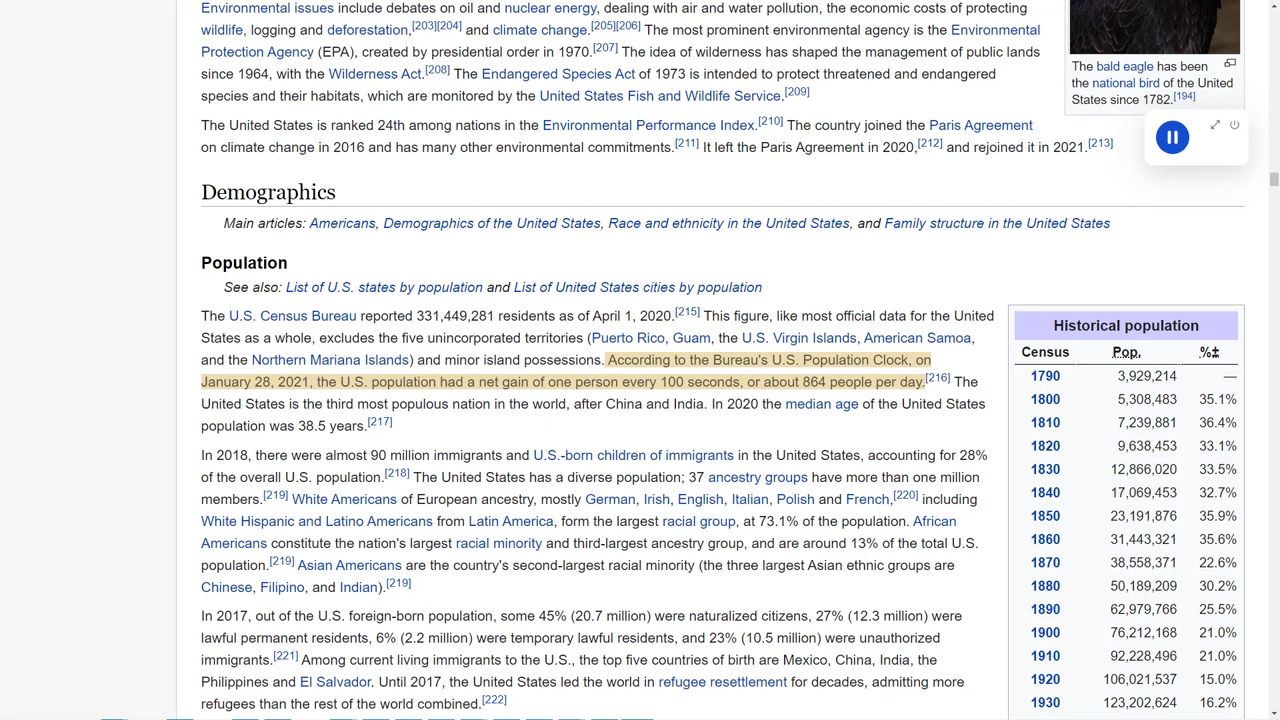 Environmental issues include debates on oil and nuclear energy, dealing with air and water pollution, the economic costs of protecting
wildlife, logging and deforestation,[203][204] and climate change.[205][206] The most prominent environmental agency is the Environmental
Protection Agency (EPA), created by presidential order in 1970.[207] The idea of wilderness has shaped the management of public lands
since 1964, with the Wilderness Act.[208] The Endangered Species Act of 1973 is intended to protect threatened and endangered
species and their habitats, which are monitored by the United States Fish and Wildlife Service.[209]
The bald eagle has been
the national bird of the United
States since 1782.[194]
The United States is ranked 24th among nations in the Environmental Performance Index.[210] The country joined the Paris Agreement
on climate change in 2016 and has many other environmental commitments.[211] It left the Paris Agreement in 2020,[212] and rejoined it in 2021.[213]
Demographics
Main articles: Americans, Demographics of the United States, Race and ethnicity in the United States, and Family structure in the United States
Population
See also: List of U.S. states by population and List of United States cities by population
The U.S. Census Bureau reported 331,449,281 residents as of April 1, 2020.[215] This figure, like most official data for the United
States as a whole, excludes the five unincorporated territories (Puerto Rico, Guam, the U.S. Virgin Islands, American Samoa,
and the Northern Mariana Islands) and minor island possessions. According to the Bureau's U.S. Population Clock, on
January 28, 2021, the U.S. population had a net gain of one person every 100 seconds, or about 864 people per day.[216] The
United States is the third most populous nation in the world, after China and India. In 2020 the median age of the United States
population was 38.5 years.[217]
In 2018, there were almost 90 million immigrants and U.S.-born children of immigrants in the United States, accounting for 28%
of the overall U.S. population.[218] The United States has a diverse population; 37 ancestry groups have more than one million
members.[219] White Americans of European ancestry, mostly German, Irish, English, Italian, Polish and French,[220] including
White Hispanic and Latino Americans from Latin America, form the largest racial group, at 73.1% of the population. African
Americans constitute the nation's largest racial minority and third-largest ancestry group, and are around 13% of the total U.S.
population.[219] Asian Americans are the country's second-largest racial minority (the three largest Asian ethnic groups are
Chinese, Filipino, and Indian).[219]
In 2017, out of the U.S. foreign-born population, some 45% (20.7 million) were naturalized citizens, 27% (12.3 million) were
lawful permanent residents, 6% (2.2 million) were temporary lawful residents, and 23% (10.5 million) were unauthorized
immigrants.[221] Among current living immigrants to the U.S., the top five countries of birth are Mexico, China, India, the
Philippines and El Salvador. Until 2017, the United States led the world in refugee resettlement for decades, admitting more
refugees than the rest of the world combined.[222]
Historical population
Census Pop. %‡
1790 3,929,214 —
1800 5,308,483 35.1%
1810 7,239,881 36.4%
1820 9,638,453 33.1%
1830 12,866,020 33.5%
1840 17,069,453 32.7%
1850 23,191,876 35.9%
1860 31,443,321 35.6%
1870 38,558,371 22.6%
1880 50,189,209 30.2%
1890 62,979,766 25.5%
1900 76,212,168 21.0%
1910 92,228,496 21.0%
1920 106,021,537 15.0%
1930 123,202,624 16.2%